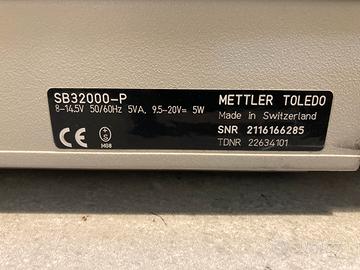 SB32000-P
8-14.5V 50/60Hz 5VA, 9.5-20V= 5W
METTLER TOLEDO
Made in Switzerland
SNR 2116166285
TDNR 22634101
CE